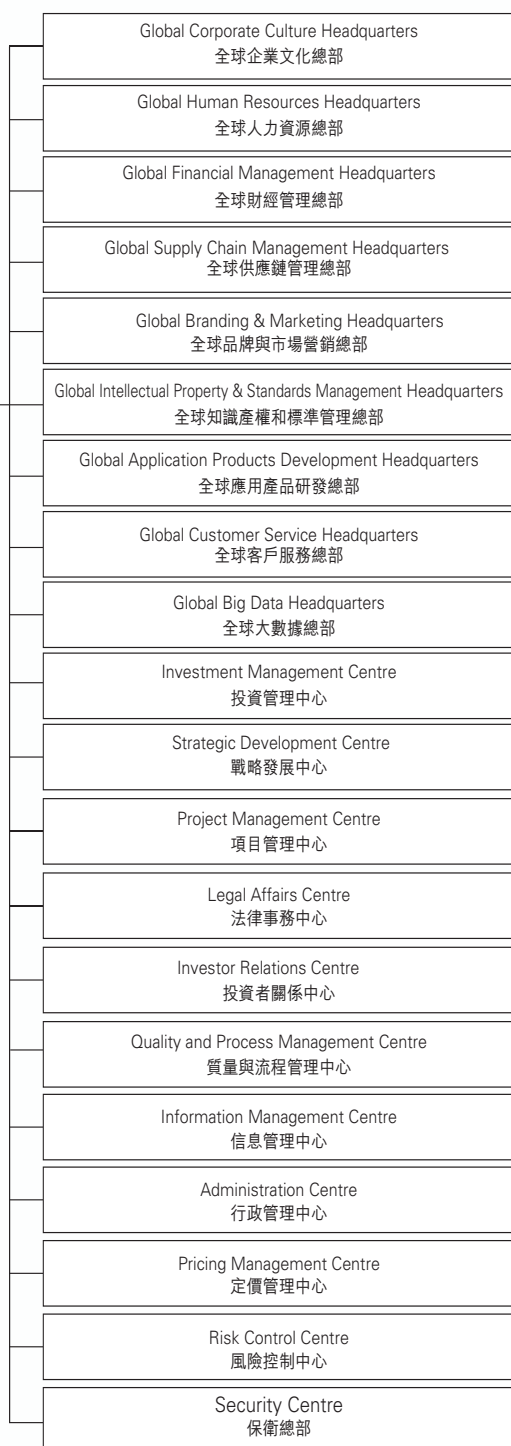 Global Corporate Culture Headquarters
全球企業文化總部
Global Human Resources Headquarters
全球人力資源總部
Global Financial Management Headquarters
全球財經管理總部
Global Supply Chain Management Headquarters
全球供應鏈管理總部
Global Branding & Marketing Headquarters
全球品牌與市場營銷總部
Global Intellectual Property & Standards Management Headquarters
全球知識產權和標準管理總部
Global Application Products Development Headquarters
全球應用產品研發總部
Global Customer Service Headquarters
全球客戶服務總部
Global Big Data Headquarters
全球大數據總部
Investment Management Centre
投資管理中心
Strategic Development Centre
戰略發展中心
Project Management Centre
項目管理中心
Legal Affairs Centre
法律事務中心
Investor Relations Centre
投資者關係中心
Quality and Process Management Centre
質量與流程管理中心
Information Management Centre
信息管理中心
Administration Centre
行政管理中心
Pricing Management Centre
定價管理中心
Risk Control Centre
風險控制中心
Security Centre
保衛總部